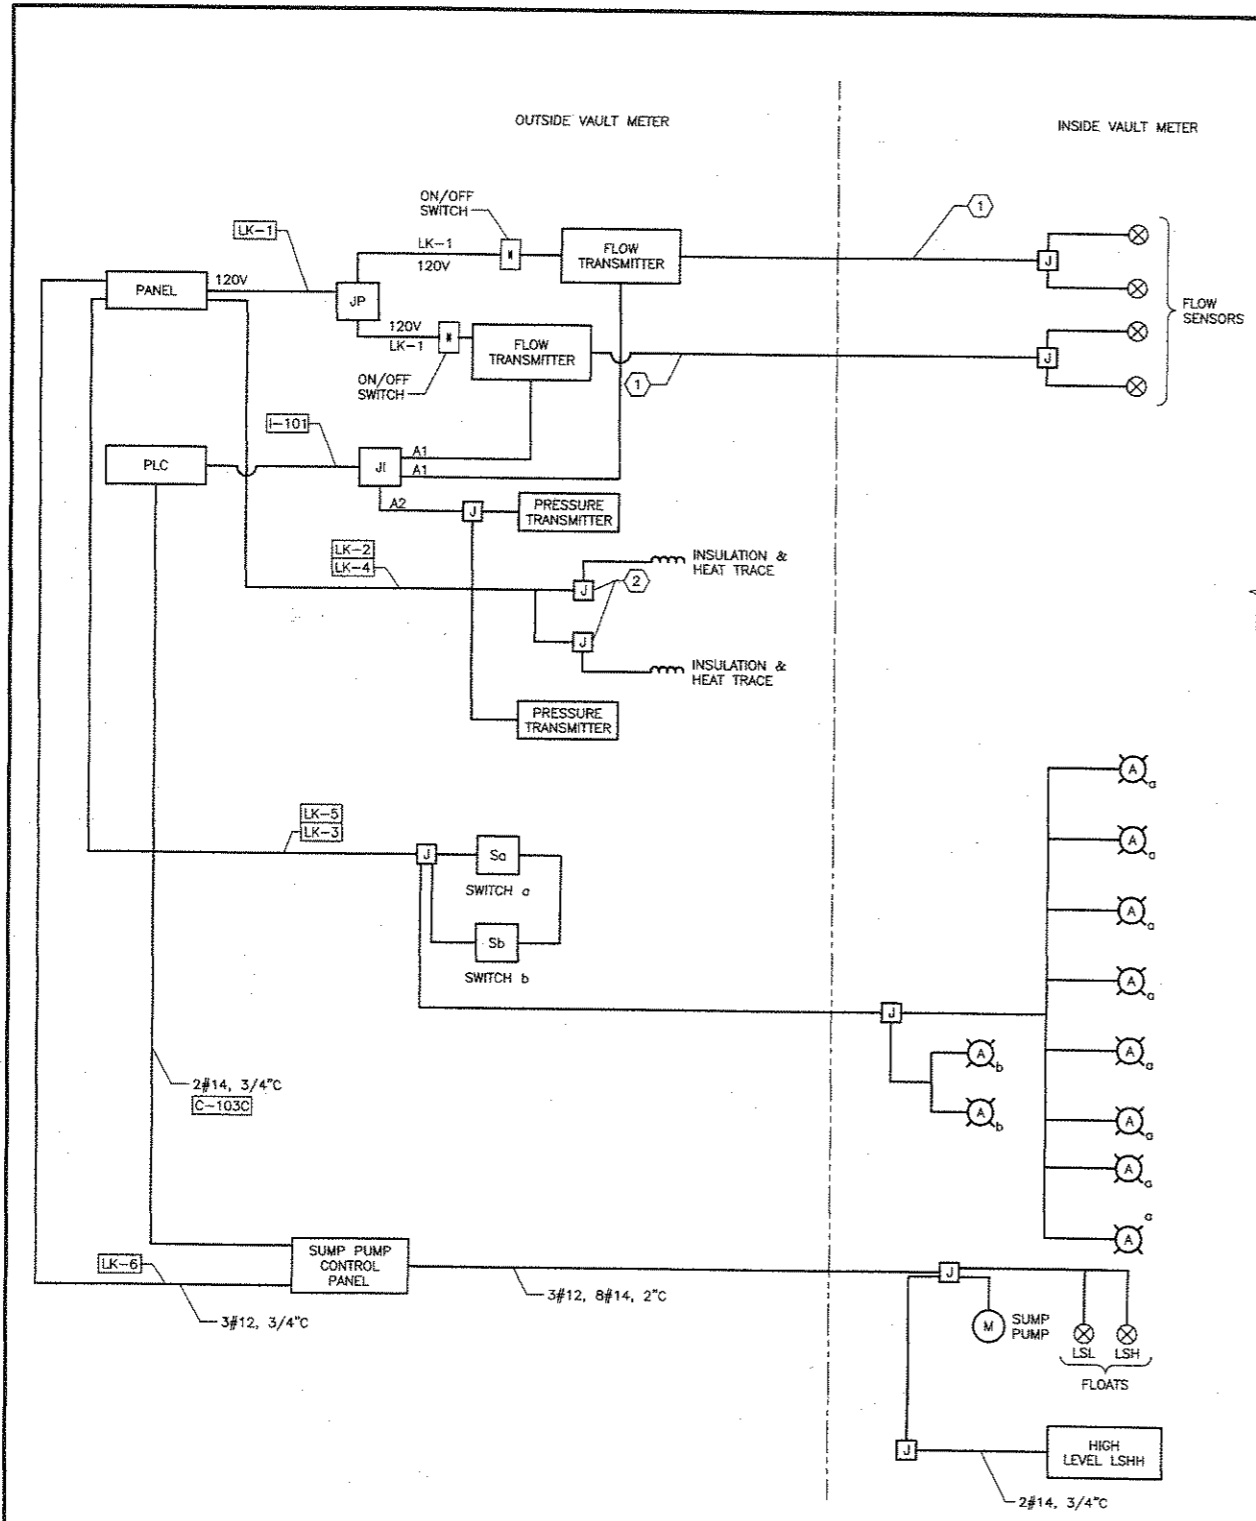 OUTSIDE VAULT METER
INSIDE VAULT METER
ON/OFF
SWITCH
1
LK-1
LK-1
120V
*
FLOW
TRANSMITTER
J
PANEL
120V
JP
FLOW
SENSORS
120V
LK-1
*
FLOW
TRANSMITTER
J
ON/OFF
SWITCH
1
I-101
PLC
JI
A1
A1
A2
J
PRESSURE
TRANSMITTER
LK-2
LK-4
INSULATION &
HEAT TRACE
2
J
J
INSULATION &
HEAT TRACE
PRESSURE
TRANSMITTER
A a
LK-5
LK-3
J
Sa
A a
SWITCH a
A a
Sb
SWITCH b
A a
J
A b
A a
2#14, 3/4"C
C-103C
A b
A a
A a
A a
SUMP PUMP
CONTROL
PANEL
LK-6
J
3#12, 8#14, 2"C
3#12, 3/4"C
M
SUMP
PUMP
LSL
LSH
FLOATS
J
HIGH
LEVEL LSHH
2#14, 3/4"C